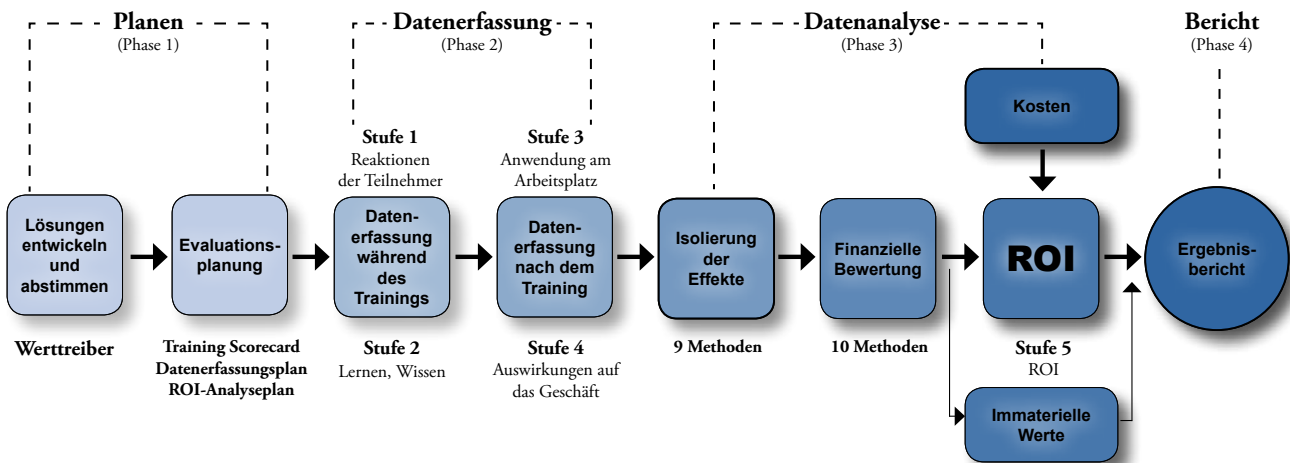 Planen
(Phase 1)
Datenerfassung
(Phase 2)
Datenanalyse
(Phase 3)
Bericht
(Phase 4)
Kosten
Stufe 1
Reaktionen
der Teilnehmer
Stufe 3
Anwendung am
Arbeitsplatz
Lösungen
entwickeln
und
abstimmen
Evaluations-
planung
Daten-
erfassung
während
des
Trainings
Daten-
erfassung
nach dem
Training
Isolierung
der
Effekte
Finanzielle
Bewertung
ROI
Ergebnis-
bericht
Werttreiber
Training Scorecard
Datenerfassungsplan
ROI-Analyseplan
Stufe 2
Lernen, Wissen
Stufe 4
Auswirkungen auf
das Geschäft
9 Methoden
10 Methoden
Stufe 5
ROI
Immaterielle
Werte